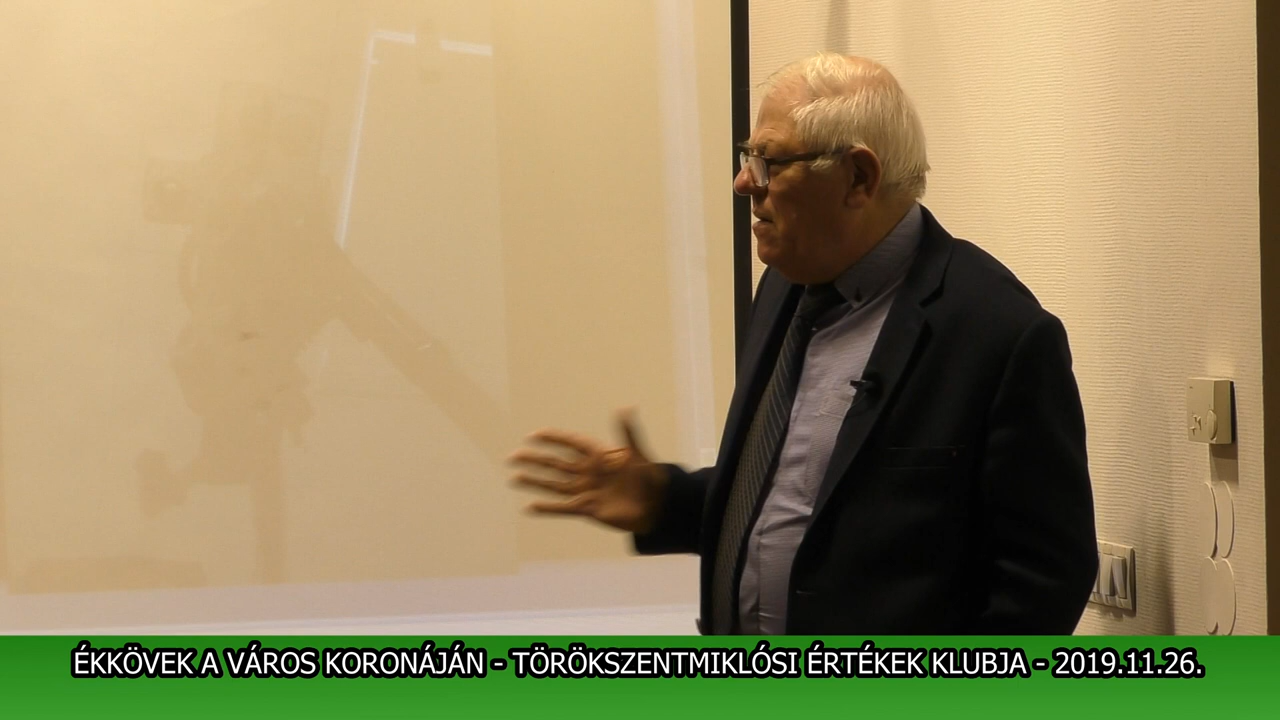 ÉKKÖVEK A VÁROS KORONÁJÁN - TÖRÖKSZENTMIKLÓSI ÉRTÉKEK KLUBJA - 2019.11.26.